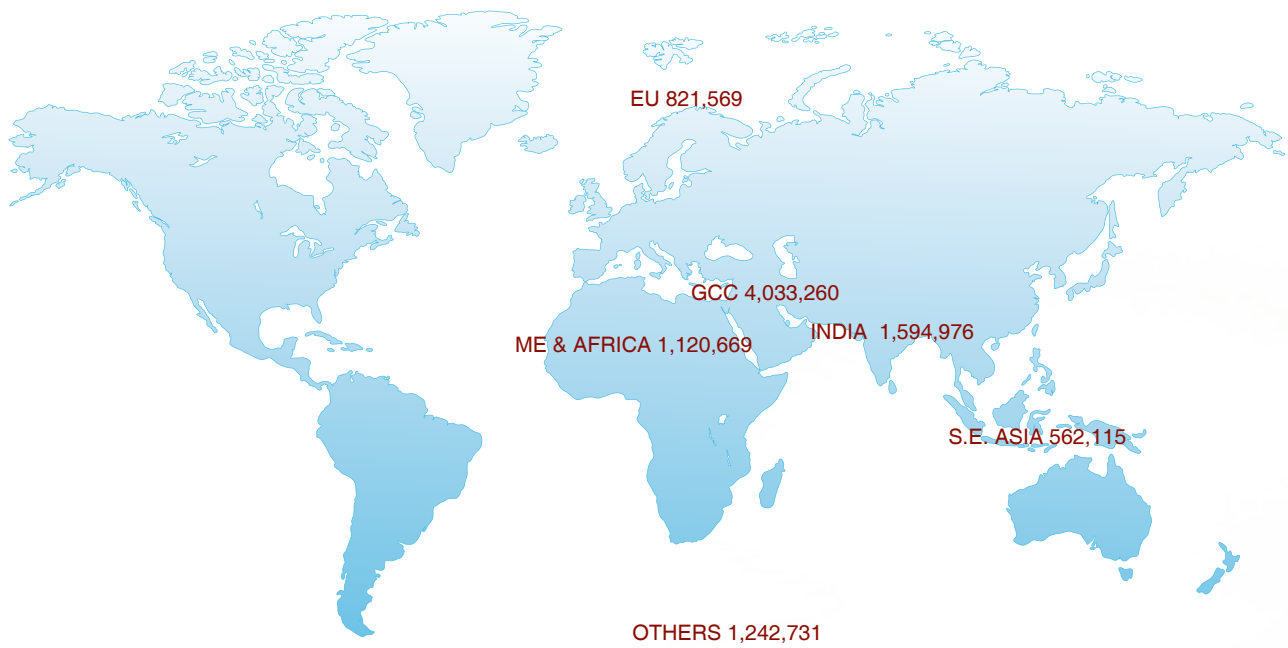 EU 821,569
GCC 4,033,260
INDIA 1,594,976
ME & AFRICA 1,120,669
S.E. ASIA 562,115
OTHERS 1,242,731